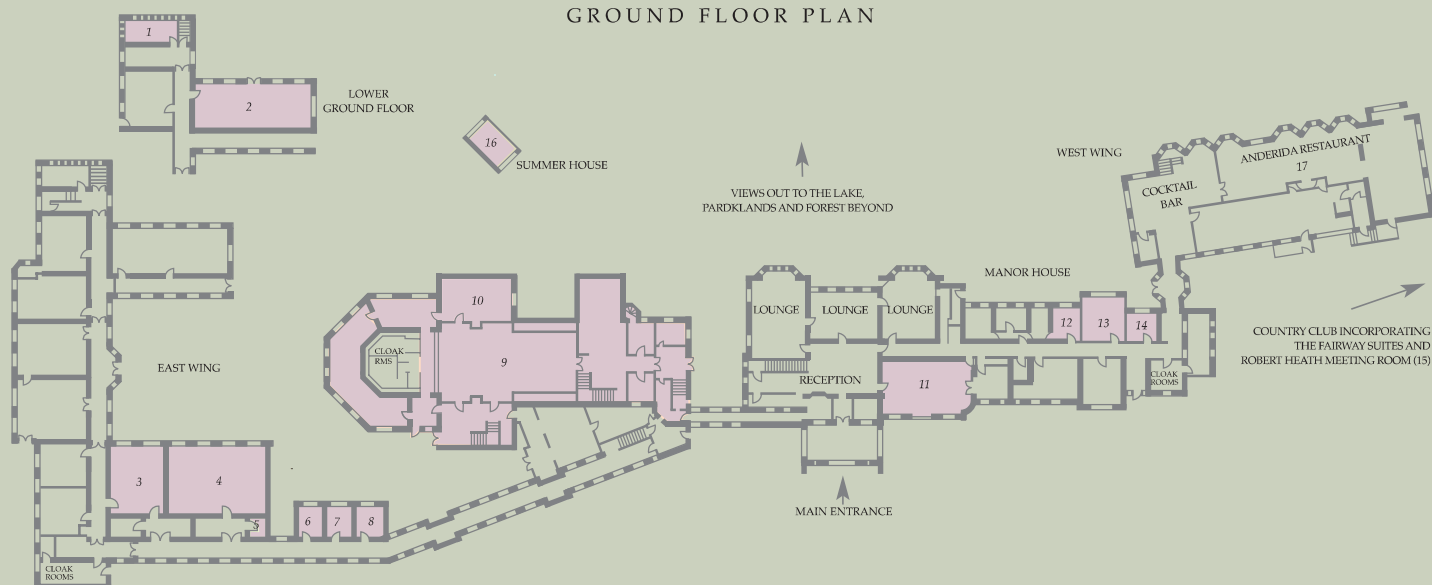 GROUND FLOOR PLAN
1
2
LOWER
GROUND FLOOR
16
SUMMER HOUSE
VIEWS OUT TO THE LAKE,
PARDKLANDS AND FOREST BEYOND
WEST WING
ANDERIDA RESTAURANT
17
COCKTAIL
BAR
MANOR HOUSE
LOUNGE
LOUNGE
LOUNGE
10
9
CLOAK
RMS
12
13
14
COUNTRY CLUB INCORPORATING
THE FAIRWAY SUITES AND
ROBERT HEATH MEETING ROOM (15)
EAST WING
RECEPTION
11
CLOAK
ROOMS
3
4
5
6
7
8
MAIN ENTRANCE
CLOAK
ROOMS